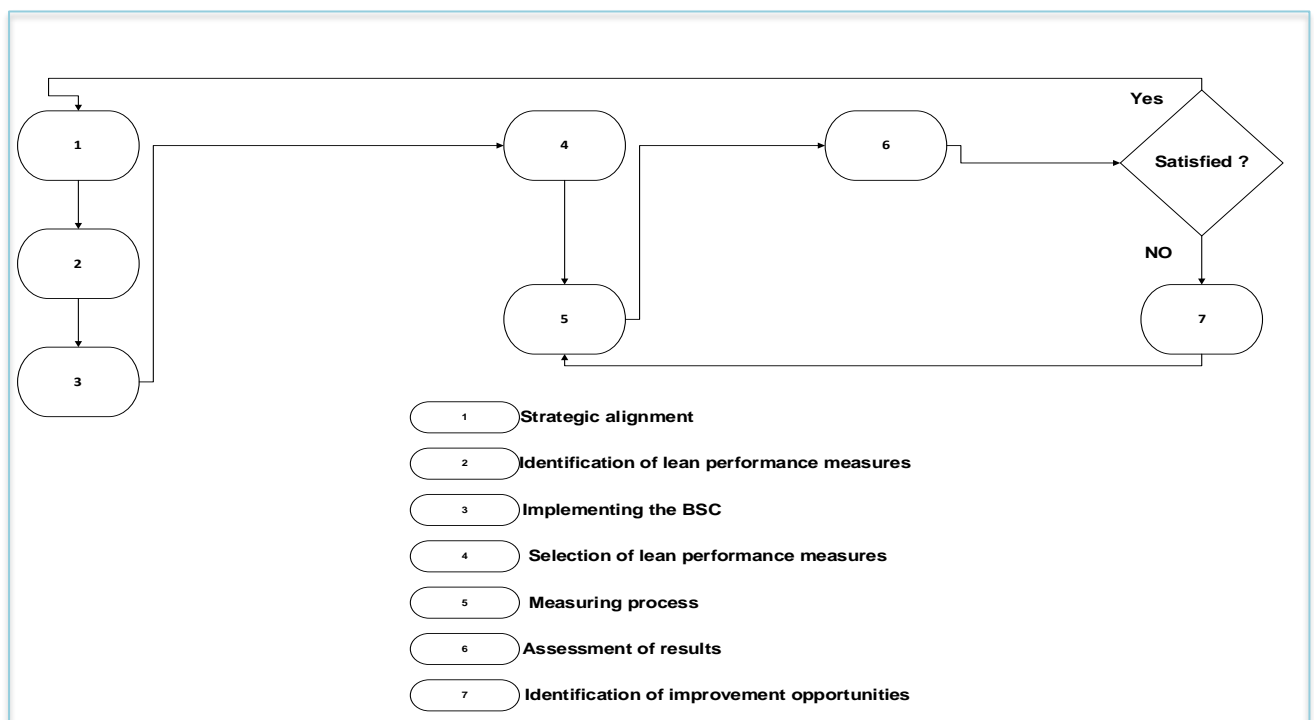 Yes
1
4
6
Satisfied ?
2
NO
5
7
3
1 Strategic alignment
2 Identification of lean performance measures
3 Implementing the BSC
4 Selection of lean performance measures
5 Measuring process
6 Assessment of results
7 Identification of improvement opportunities